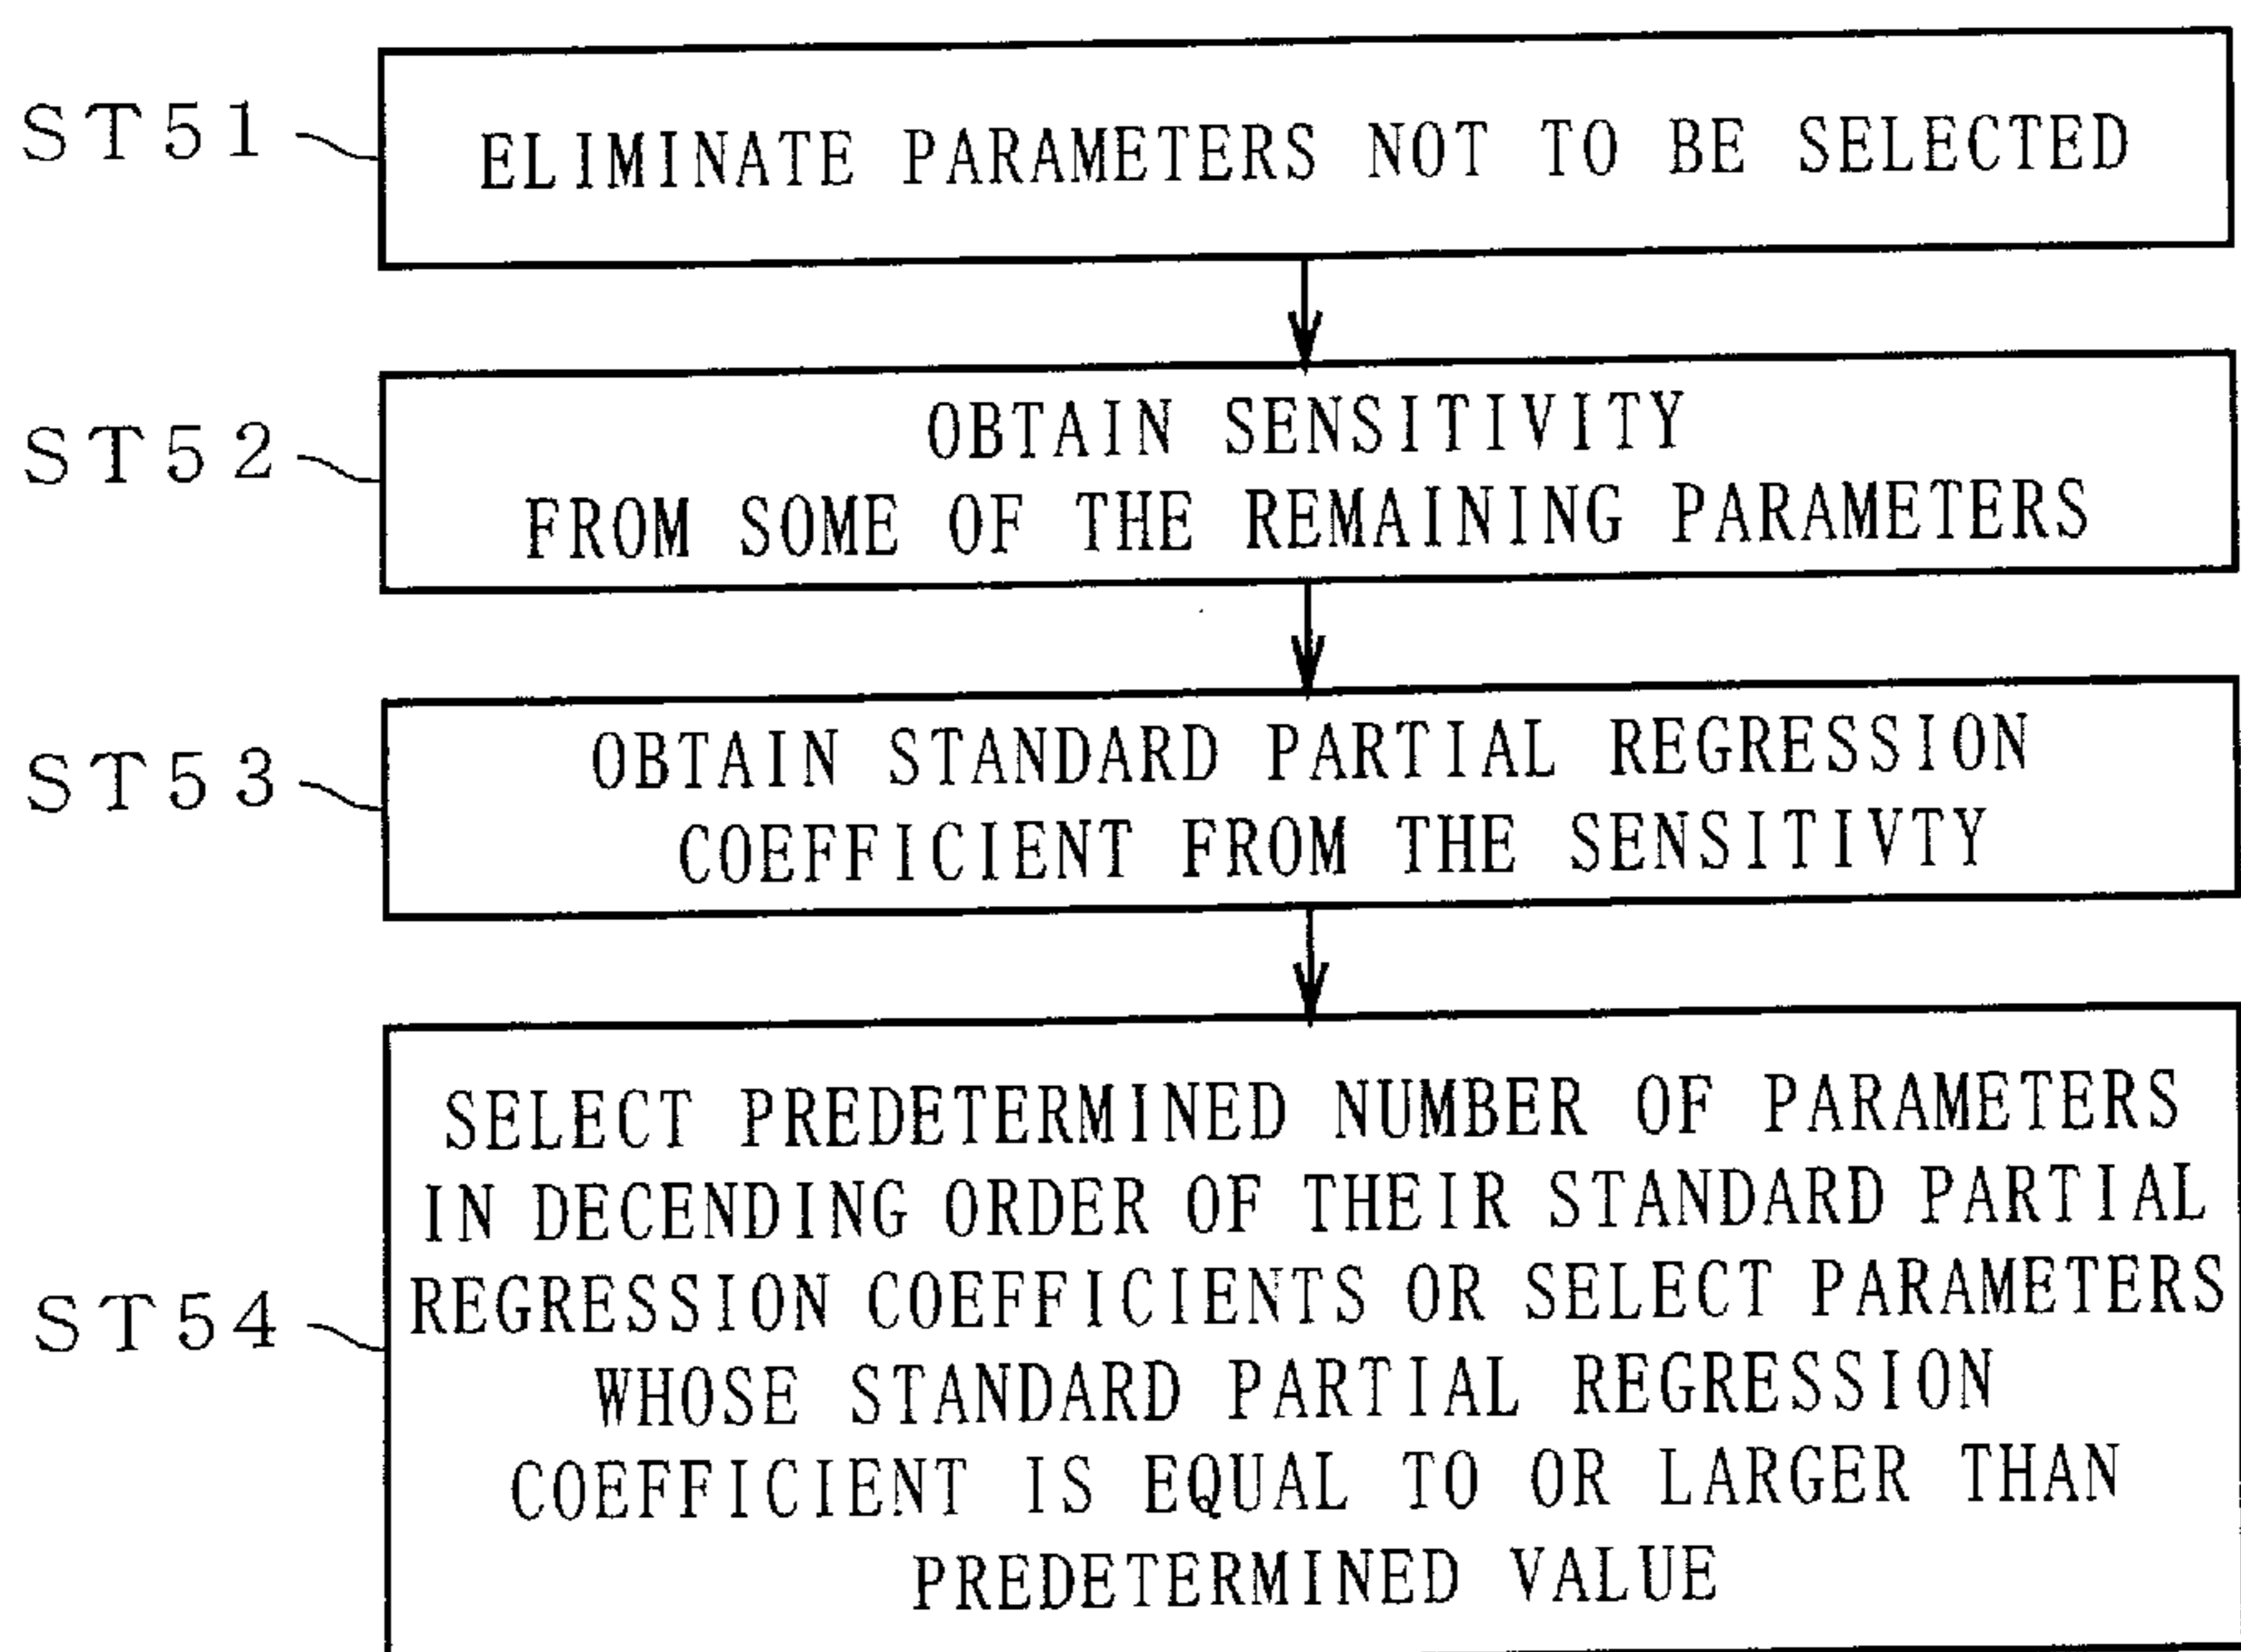 ST51
ELIMINATE PARAMETERS NOT TO BE SELECTED
ST52
OBTAIN SENSITIVITY
FROM SOME OF THE REMAINING PARAMETERS
ST53
OBTAIN STANDARD PARTIAL REGRESSION
COEFFICIENT FROM THE SENSITIVTY
ST54
SELECT PREDETERMINED NUMBER OF PARAMETERS
IN DECENDING ORDER OF THEIR STANDARD PARTIAL
REGRESSION COEFFICIENTS OR SELECT PARAMETERS
WHOSE STANDARD PARTIAL REGRESSION
COEFFICIENT IS EQUAL TO OR LARGER THAN
PREDETERMINED VALUE